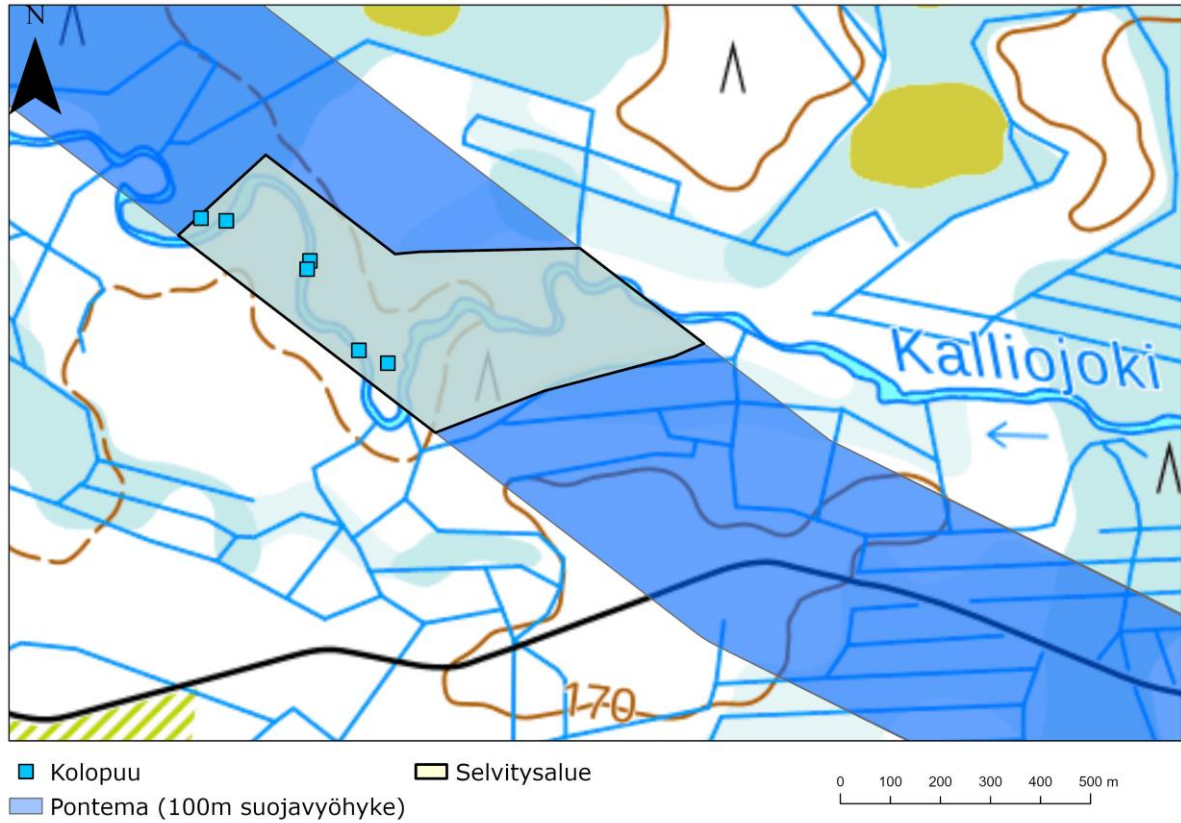 N
Kalliojoki
170
Kolopuu
Selvitysalue
Pontema (100m suojavyöhyke)
0 100 200 300 400 500 m